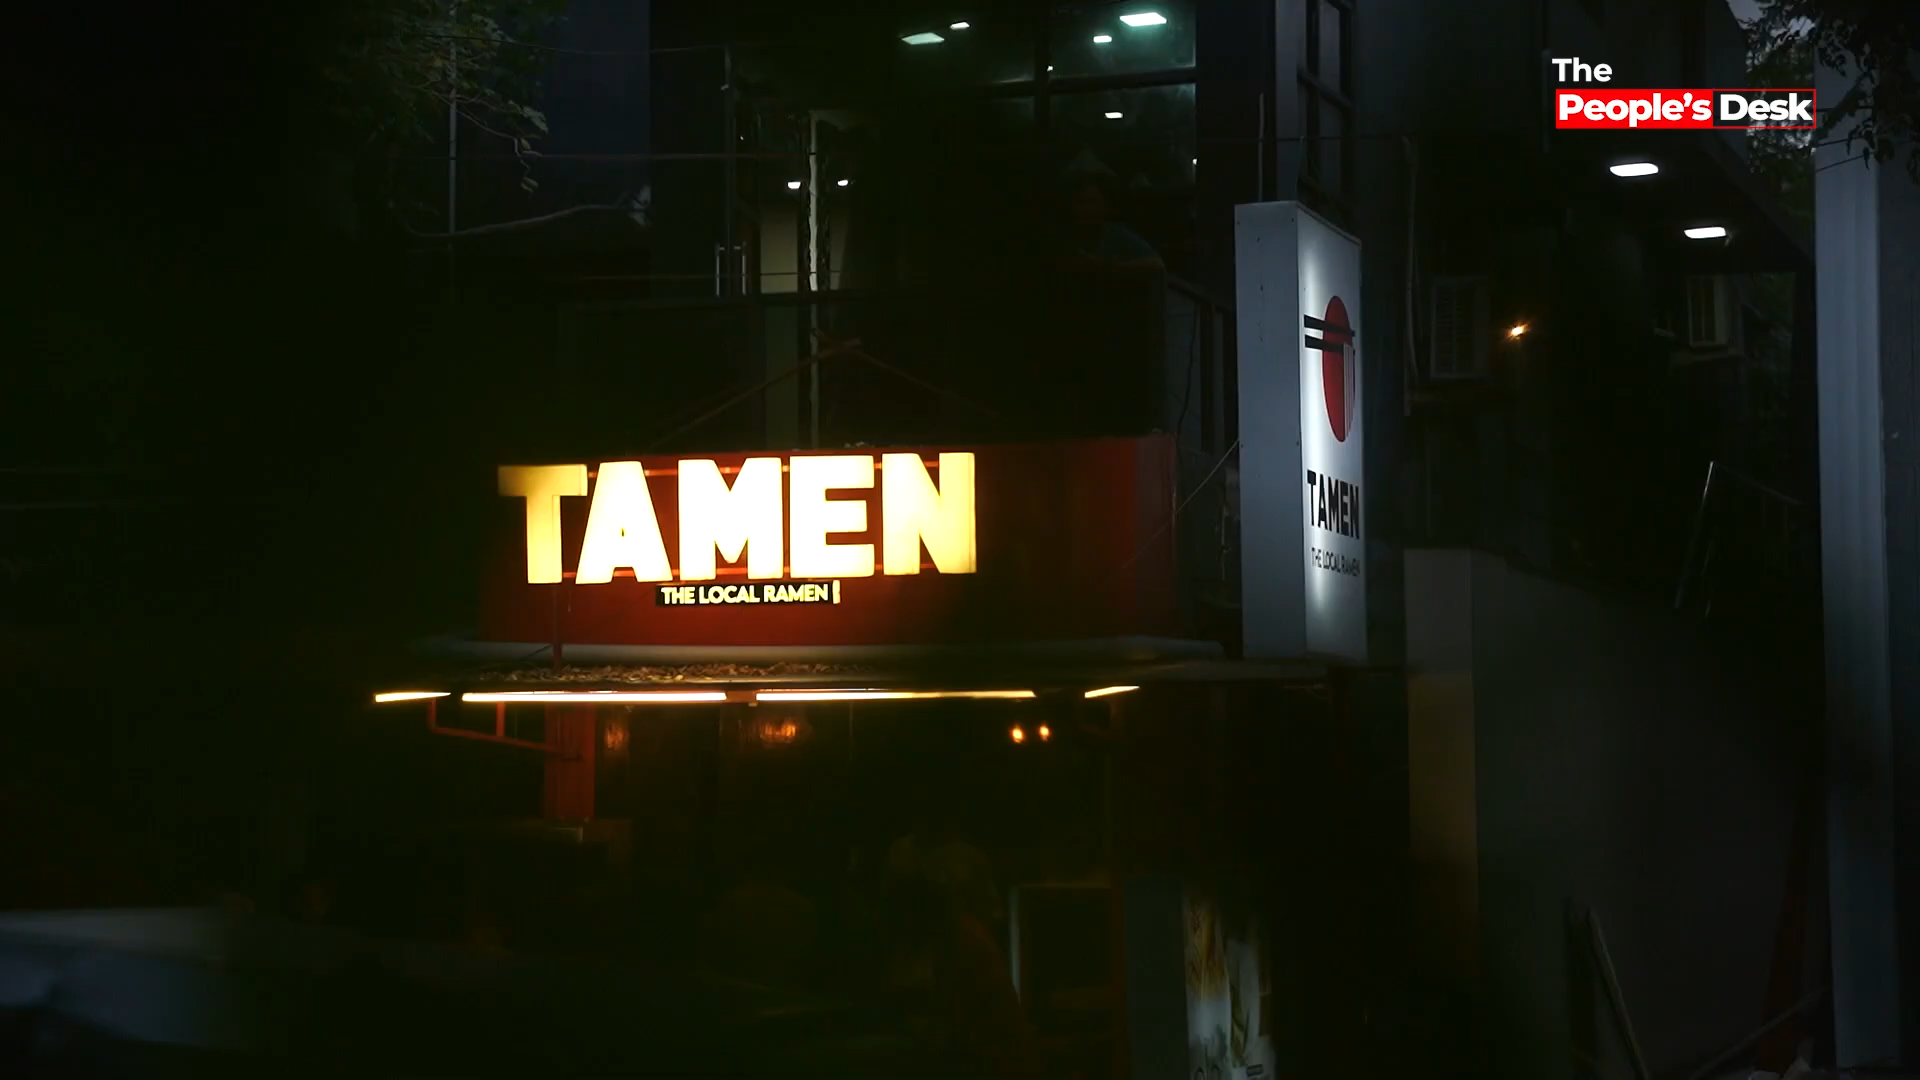 The
People's Desk
TAMEN
THE LOCAL RAMEN
TAMEN
THE LOCAL RAMEN